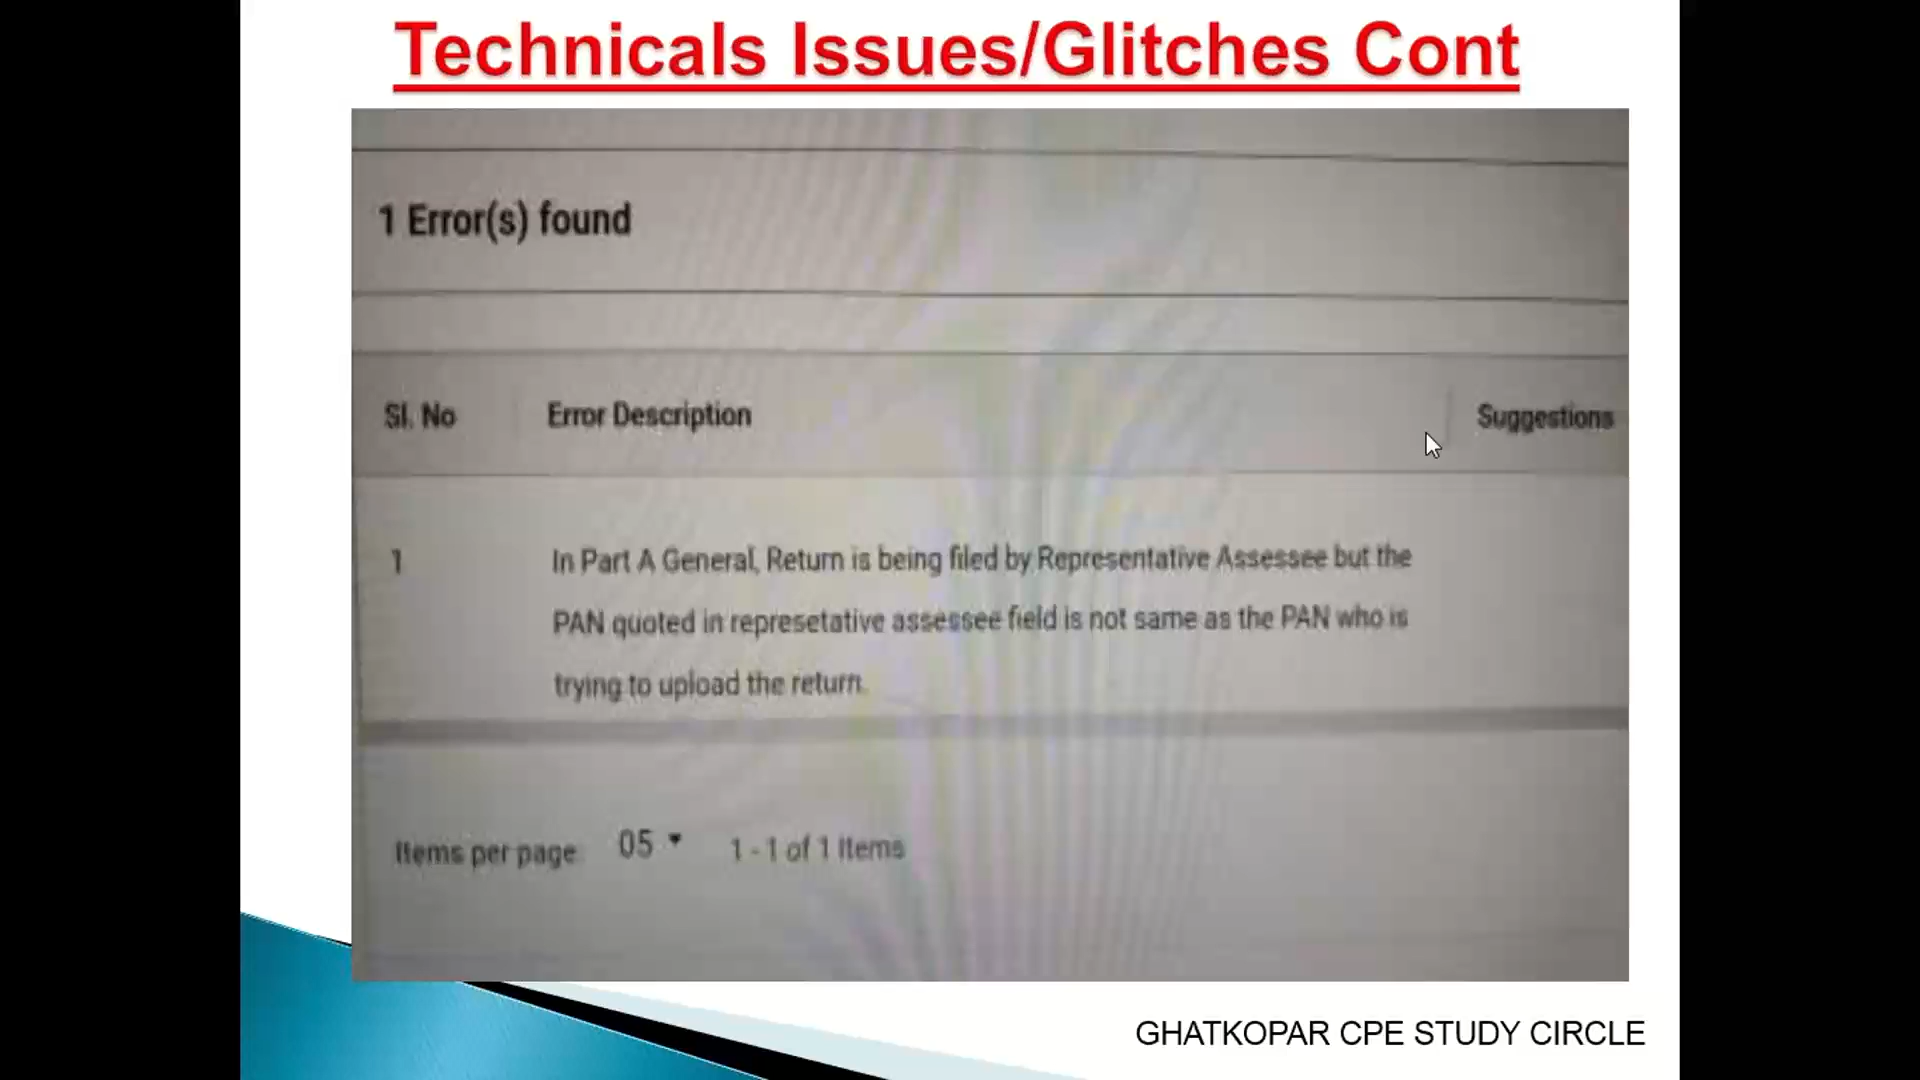 Technicals Issues/Glitches Cont
1 Error(s) found
Sl. No Error Description Suggestions
1 In Part A General, Return is being filed by Representative Assessee but the
PAN quoted in represetative assessee field is not same as the PAN who is
trying to upload the return.
Items per page: 05 1 - 1 of 1 items
GHATKOPAR CPE STUDY CIRCLE